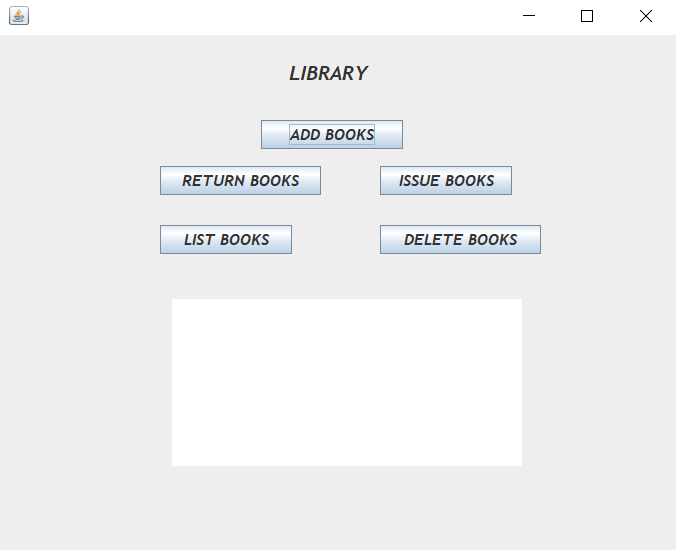 LIBRARY
ADD BOOKS
RETURN BOOKS
ISSUE BOOKS
LIST BOOKS
DELETE BOOKS